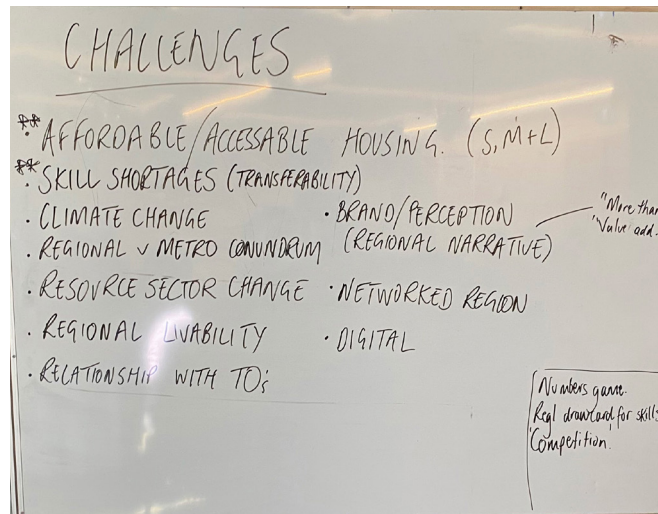 CHALLENGES
** • AFFORDABLE/ACCESSABLE HOUSING. (S, M + L)
** • SKILL SHORTAGES (TRANSFERABILITY)
• CLIMATE CHANGE
• REGIONAL v METRO CONUNDRUM
• RESOURCE SECTOR CHANGE
• REGIONAL LIVABILITY
• RELATIONSHIP WITH TO's
• BRAND/PERCEPTION
(REGIONAL NARRATIVE)
• NETWORKED REGION
• DIGITAL
"More than
"Value add.
Numbers game.
Regl drawcard for skills
'Competition.'